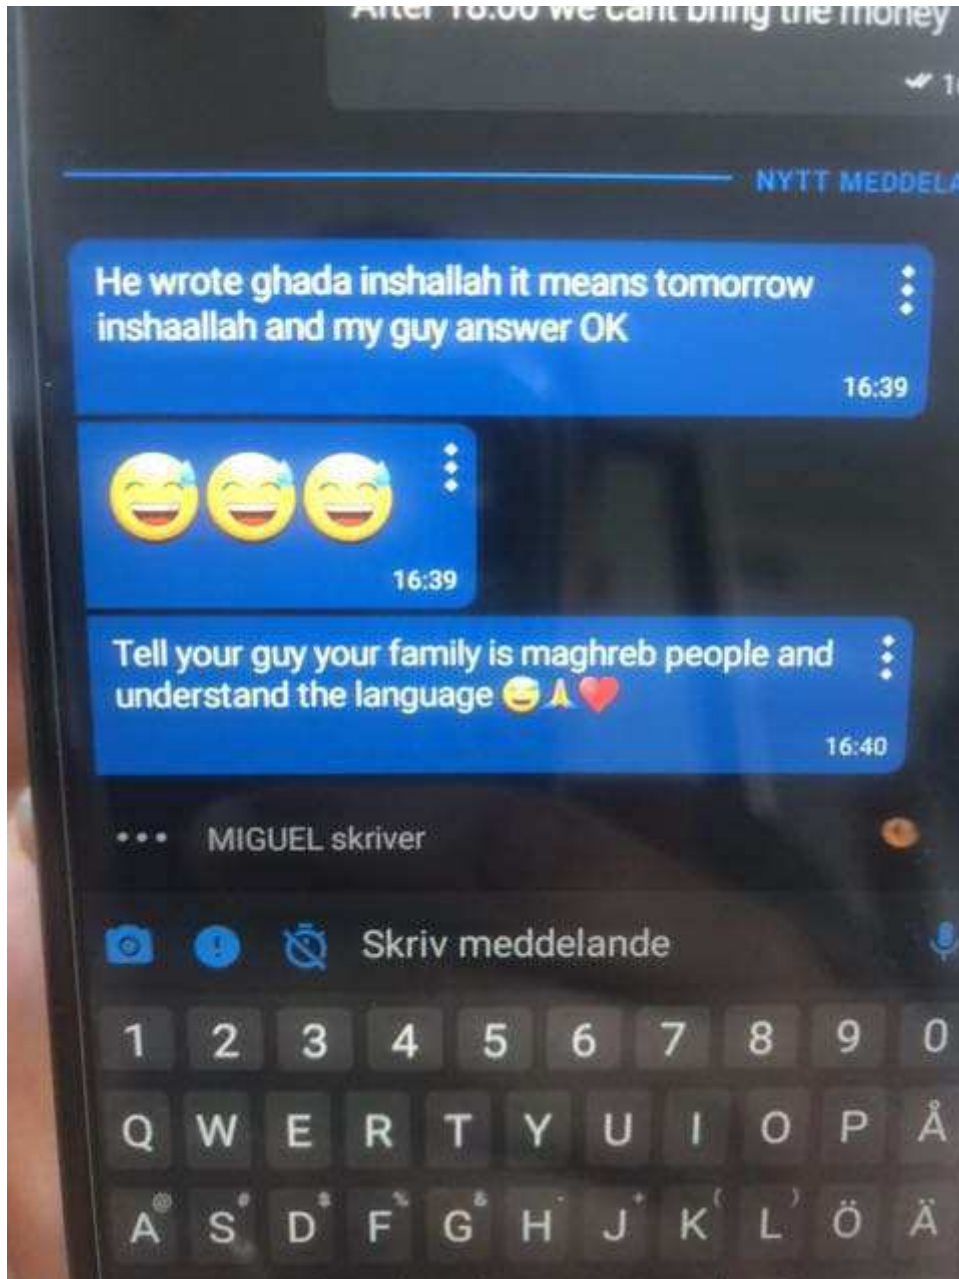 After 18:00 we cant bring the money
NYTT MEDDELA
He wrote ghada inshallah it means tomorrow
inshaallah and my guy answer OK
16:39
😅😅😅
16:39
Tell your guy your family is maghreb people and
understand the language 😅🙏❤️
16:40
MIGUEL skriver
Skriv meddelande
1 2 3 4 5 6 7 8 9 0
Q W E R T Y U I O P Å
@ # $ % & - + ( )
A S D F G H J K L Ö Ä